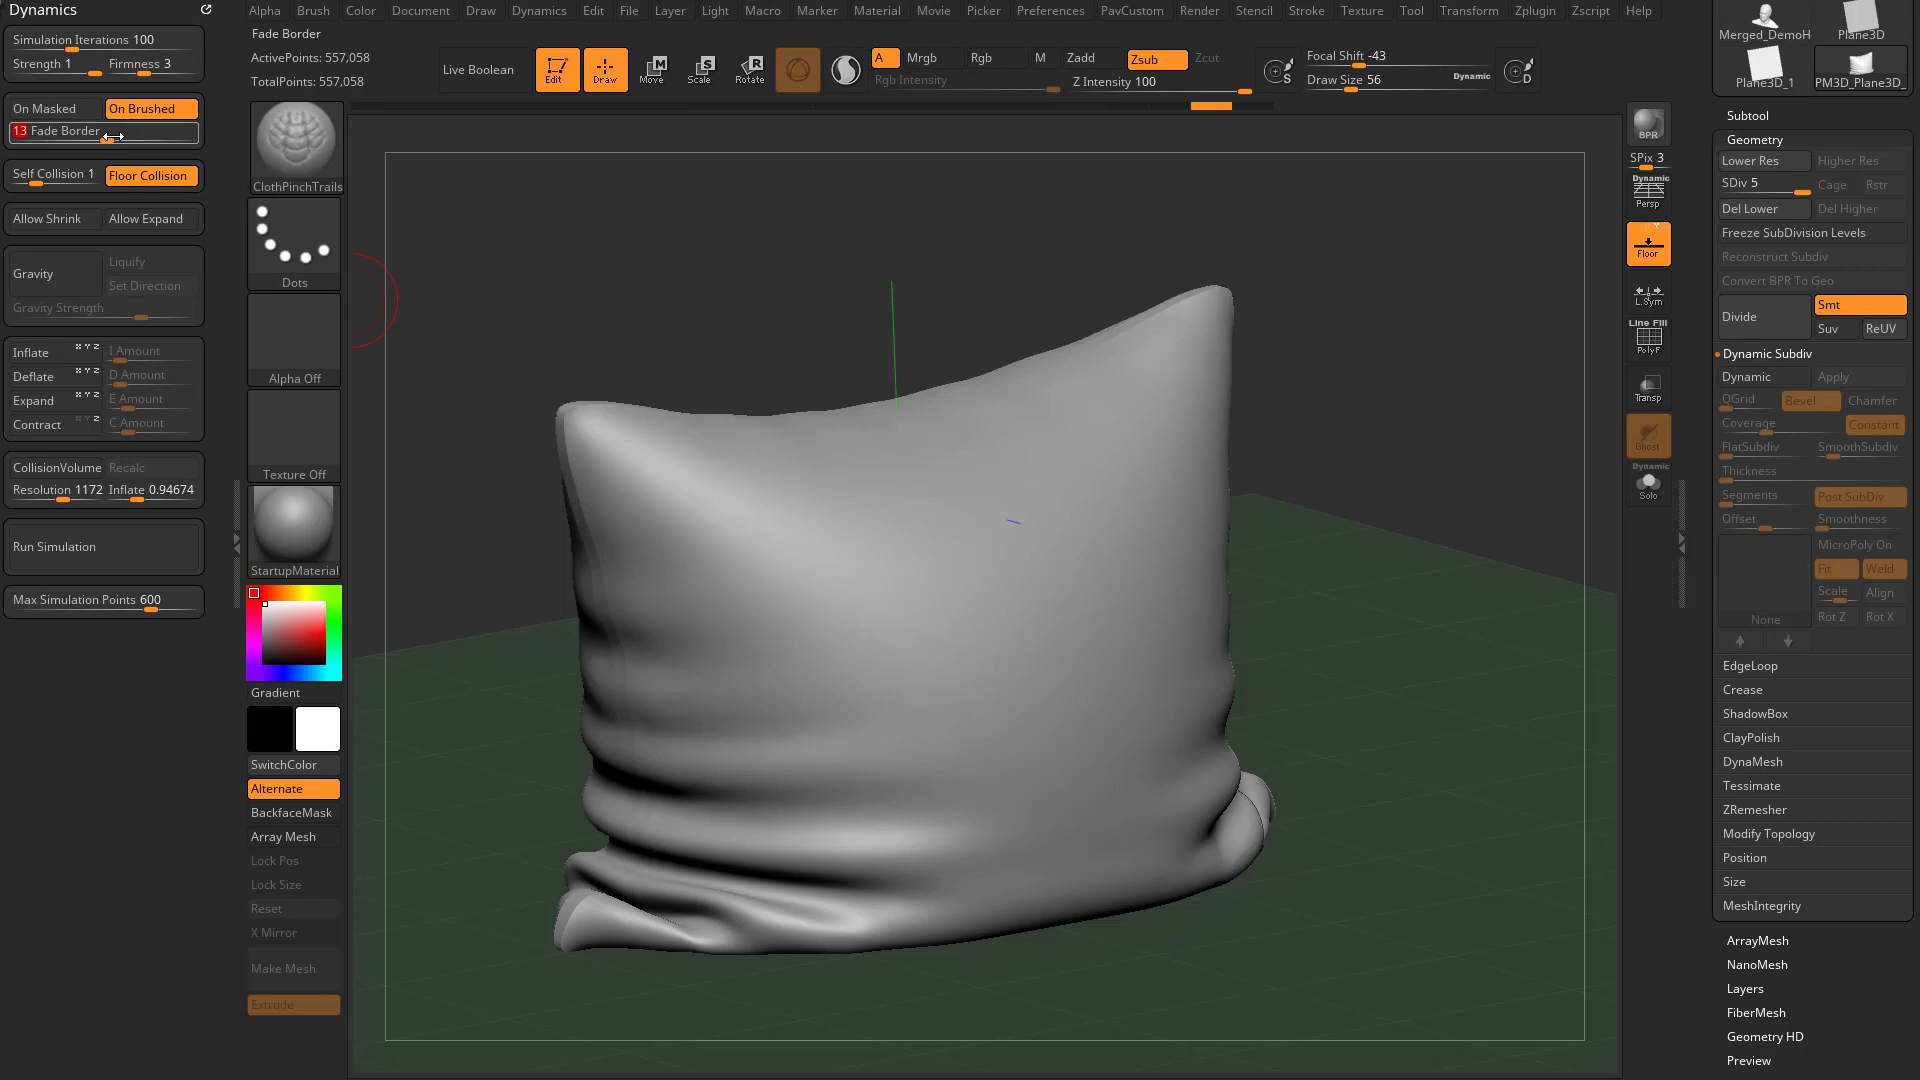 Dynamics
Alpha Brush Color Document Draw Dynamics Edit File Layer Light Macro Marker Material Movie Picker Preferences PavCustom Render Stencil Stroke Texture Tool Transform Zplugin Zscript Help
Fade Border
ActivePoints: 557,058
TotalPoints: 557,058
Live Boolean
Edit
Draw
Move
Scale
Rotate
A
Mrgb
Rgb
M
Zadd
Zsub
Zcut
Rgb Intensity
Z Intensity 100
Focal Shift -43
Draw Size 56
Dynamic
S
D
Simulation Iterations 100
Strength 1
Firmness 3
On Masked
On Brushed
13 Fade Border
Self Collision 1
Floor Collision
Allow Shrink
Allow Expand
Gravity
Liquify
Set Direction
Gravity Strength
Inflate
I Amount
Deflate
D Amount
Expand
E Amount
Contract
C Amount
CollisionVolume
Recalc
Resolution 1172
Inflate 0.94674
Run Simulation
Max Simulation Points 600
ClothPinchTrails
Dots
Alpha Off
Texture Off
StartupMaterial
Gradient
SwitchColor
Alternate
BackfaceMask
Array Mesh
Lock Pos
Lock Size
Reset
X Mirror
Make Mesh
Extrude
BPR
SPix 3
Dynamic
Persp
Floor
L.Sym
Line Fill
PolyF
Transp
Ghost
Dynamic
Solo
Merged_DemoH
Plane3D
Plane3D_1
PM3D_Plane3D_
Subtool
Geometry
Lower Res
Higher Res
SDiv 5
Cage
Rstr
Del Lower
Del Higher
Freeze SubDivision Levels
Reconstruct Subdiv
Convert BPR To Geo
Divide
Smt
Suv
ReUV
Dynamic Subdiv
Dynamic
Apply
QGrid
Bevel
Chamfer
Coverage
Constant
FlatSubdiv
SmoothSubdiv
Thickness
Segments
Post SubDiv
Offset
Smoothness
MicroPoly On
Fit
Weld
Scale
Align
None
Rot Z
Rot X
EdgeLoop
Crease
ShadowBox
ClayPolish
DynaMesh
Tessimate
ZRemesher
Modify Topology
Position
Size
MeshIntegrity
ArrayMesh
NanoMesh
Layers
FiberMesh
Geometry HD
Preview